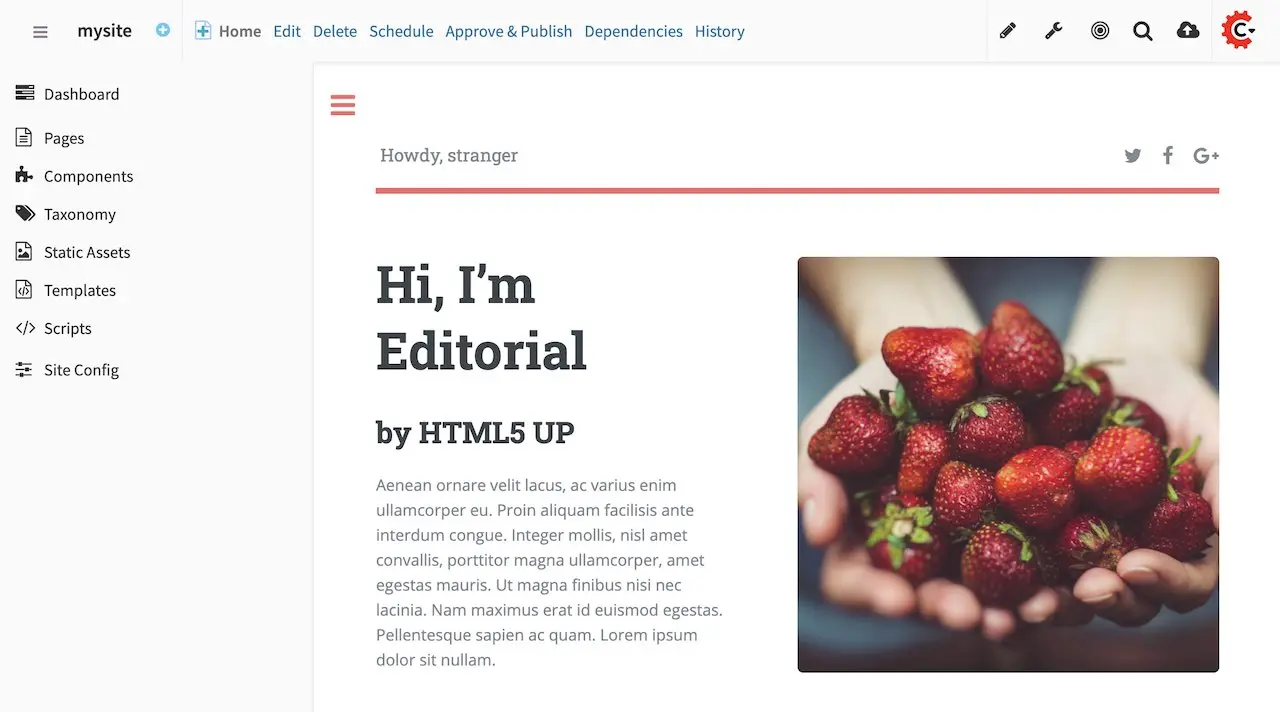 mysite
Home Edit Delete Schedule Approve & Publish Dependencies History
Dashboard
Pages
Components
Taxonomy
Static Assets
Templates
Scripts
Site Config
Howdy, stranger
Hi, I’m
Editorial
by HTML5 UP
Aenean ornare velit lacus, ac varius enim
ullamcorper eu. Proin aliquam facilisis ante
interdum congue. Integer mollis, nisl amet
convallis, porttitor magna ullamcorper, amet
egestas mauris. Ut magna finibus nisi nec
lacinia. Nam maximus erat id euismod egestas.
Pellentesque sapien ac quam. Lorem ipsum
dolor sit nullam.